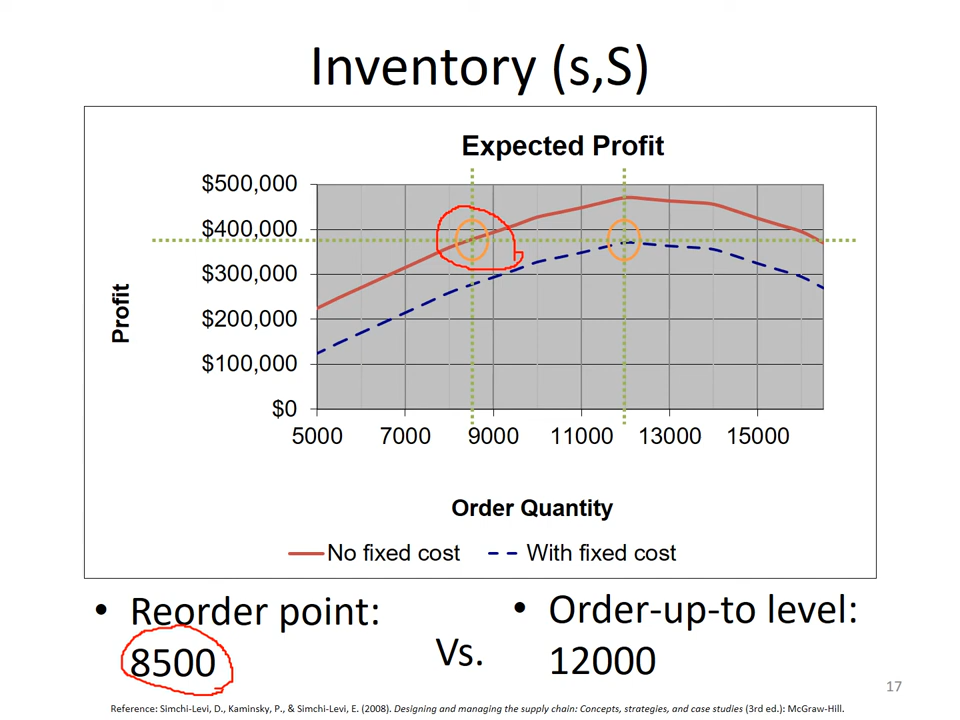 Inventory (s,S)
Expected Profit
$500,000
$400,000
$300,000
$200,000
$100,000
$0
Profit
5000 7000 9000 11000 13000 15000
Order Quantity
No fixed cost With fixed cost
• Reorder point:
8500
Vs.
• Order-up-to level:
12000
17
Reference: Simchi-Levi, D., Kaminsky, P., & Simchi-Levi, E. (2008). Designing and managing the supply chain: Concepts, strategies, and case studies (3rd ed.): McGraw-Hill.